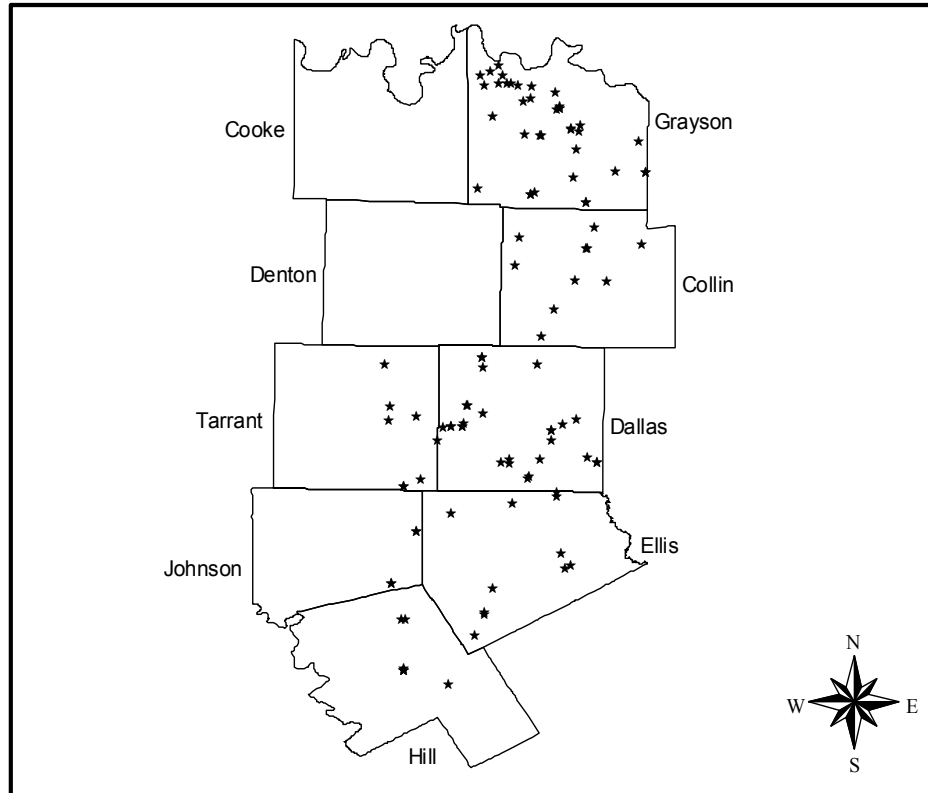 Cooke
Grayson
Denton
Collin
Tarrant
Dallas
Johnson
Ellis
Hill
N
W E
S